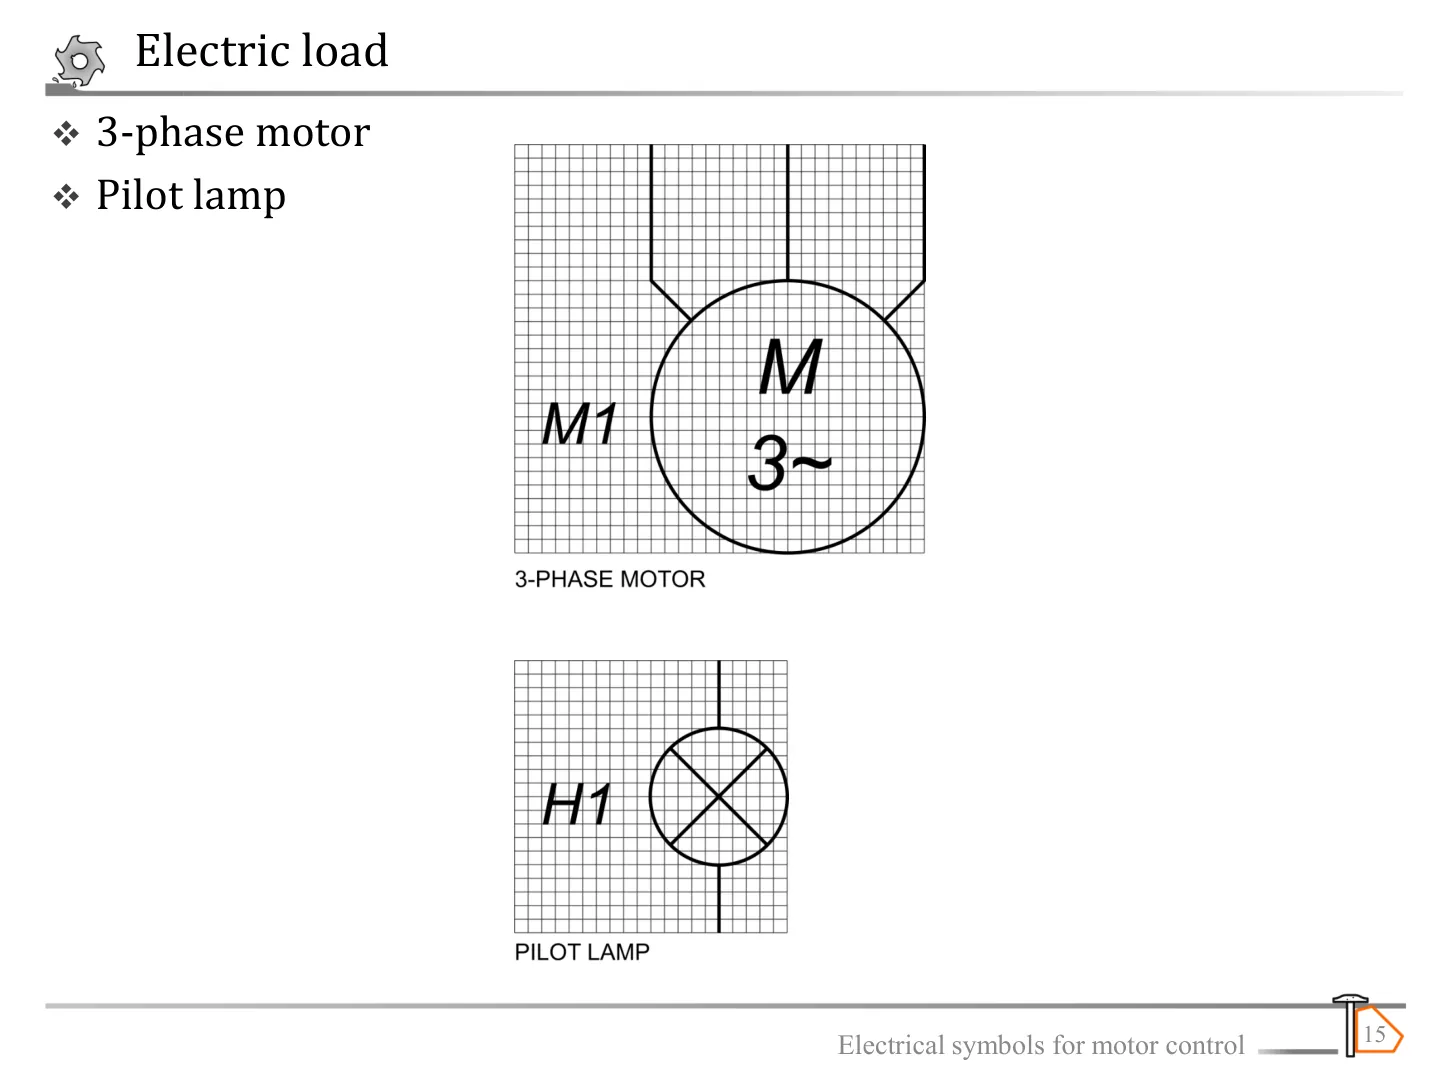 Electric load
3-phase motor
Pilot lamp
M
M1
3~
3-PHASE MOTOR
H1
PILOT LAMP
Electrical symbols for motor control
15